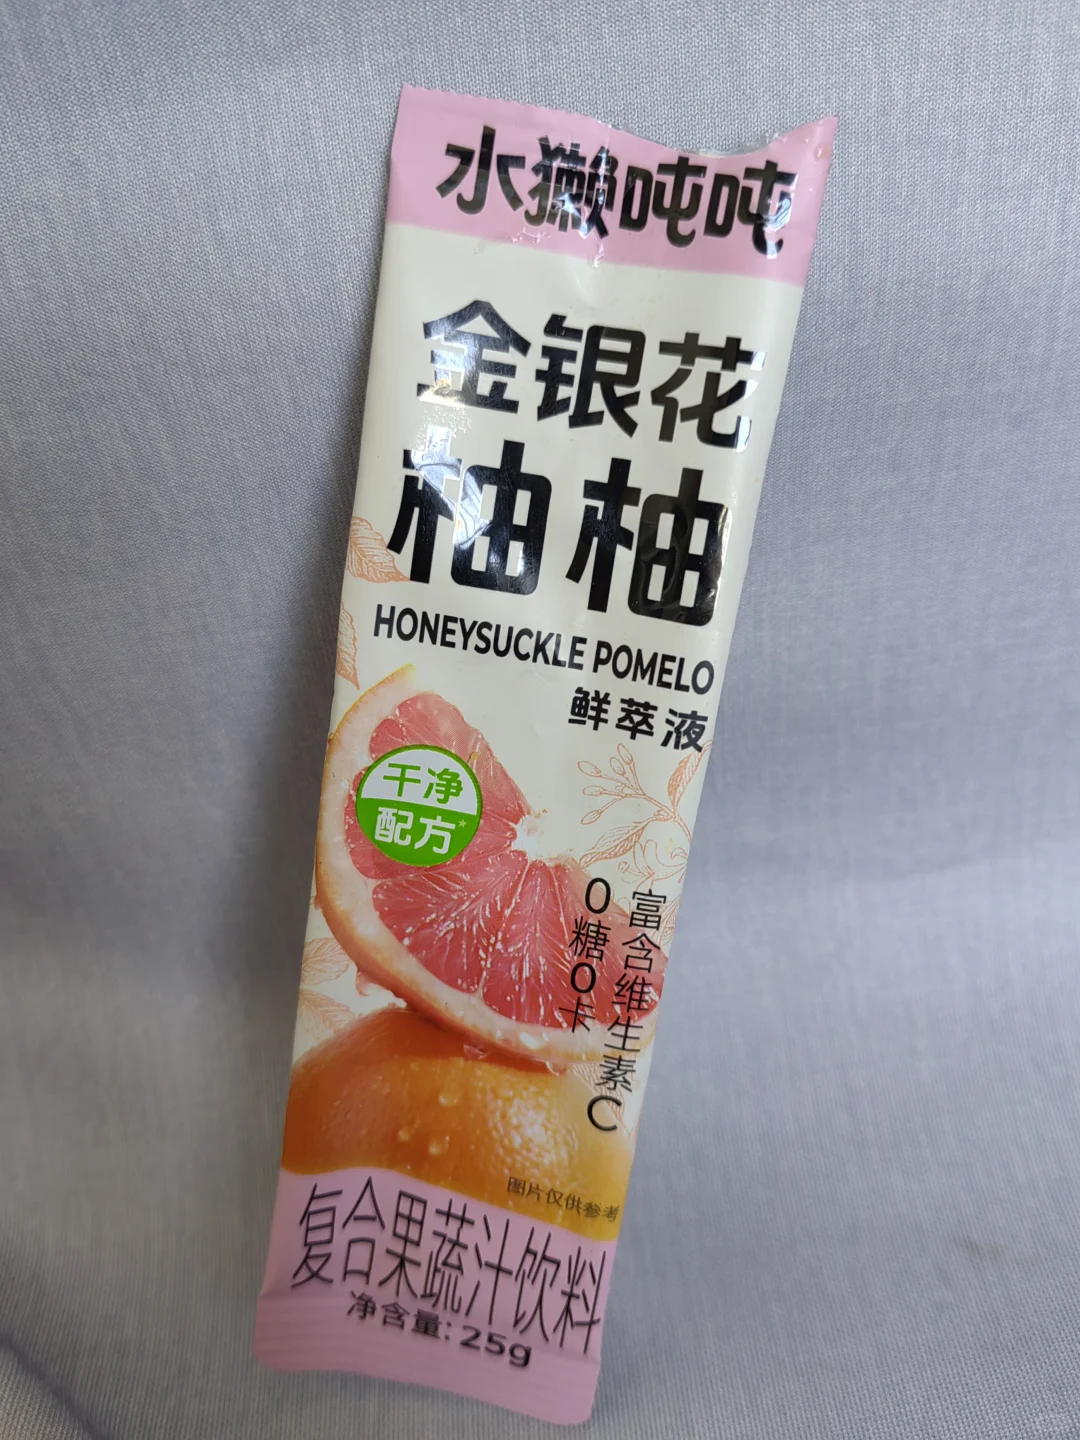 水獭吨吨
金银花
柚柚
HONEYSUCKLE POMELO
鲜萃液
干净
配方*
富含维生素C
0糖0卡
图片仅供参考
复合果蔬汁饮料
净含量:25g